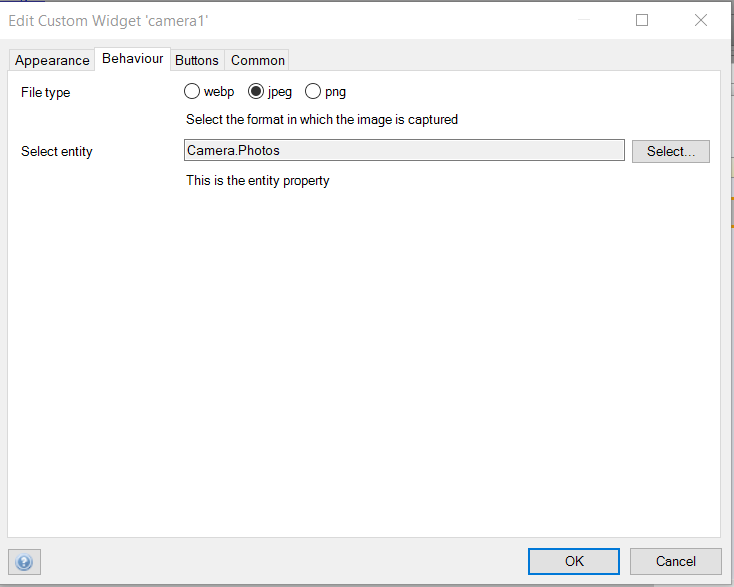 Edit Custom Widget 'camera1'
Appearance Behaviour Buttons Common
File type webp jpeg png
Select the format in which the image is captured
Select entity Camera.Photos Select...
This is the entity property
? OK Cancel